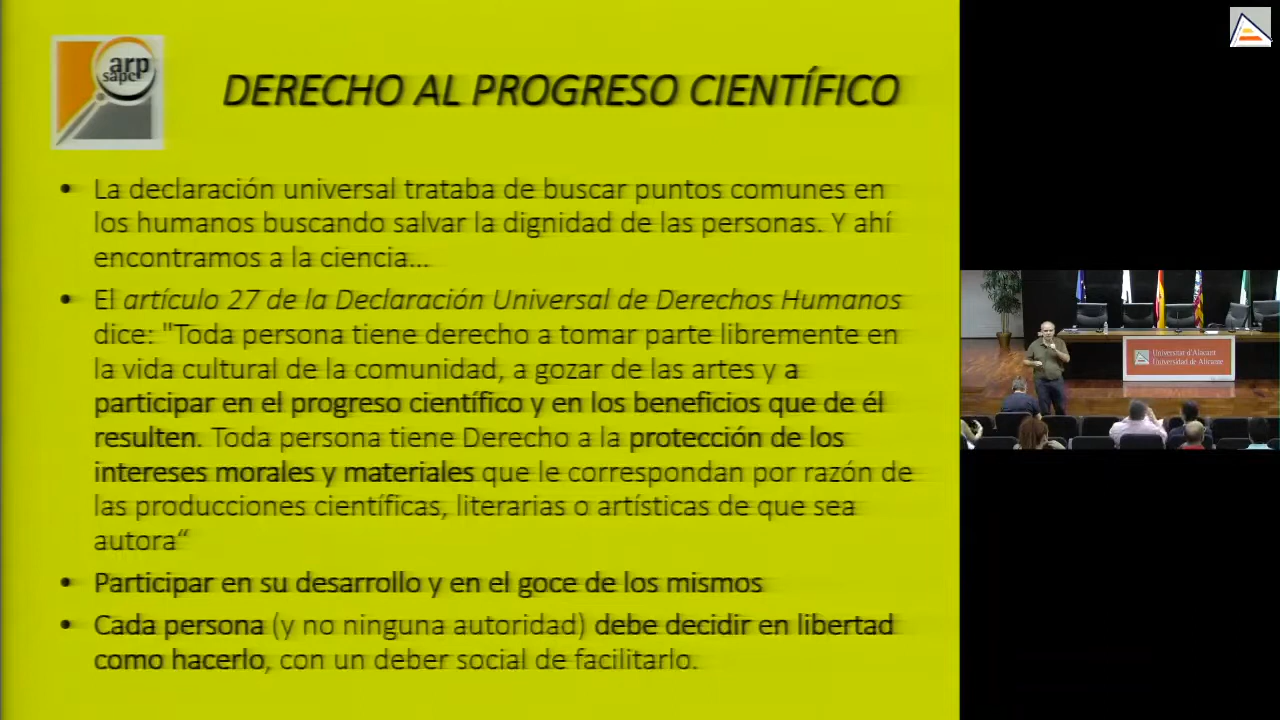 arp
sapc
DERECHO AL PROGRESO CIENTÍFICO
• La declaración universal trataba de buscar puntos comunes en
los humanos buscando salvar la dignidad de las personas. Y ahí
encontramos a la ciencia...
• El artículo 27 de la Declaración Universal de Derechos Humanos
dice: "Toda persona tiene derecho a tomar parte libremente en
la vida cultural de la comunidad, a gozar de las artes y a
participar en el progreso científico y en los beneficios que de él
resulten. Toda persona tiene Derecho a la protección de los
intereses morales y materiales que le correspondan por razón de
las producciones científicas, literarias o artísticas de que sea
autora“
• Participar en su desarrollo y en el goce de los mismos
• Cada persona (y no ninguna autoridad) debe decidir en libertad
como hacerlo, con un deber social de facilitarlo.
Universitat d'Alacant
Universidad de Alicante